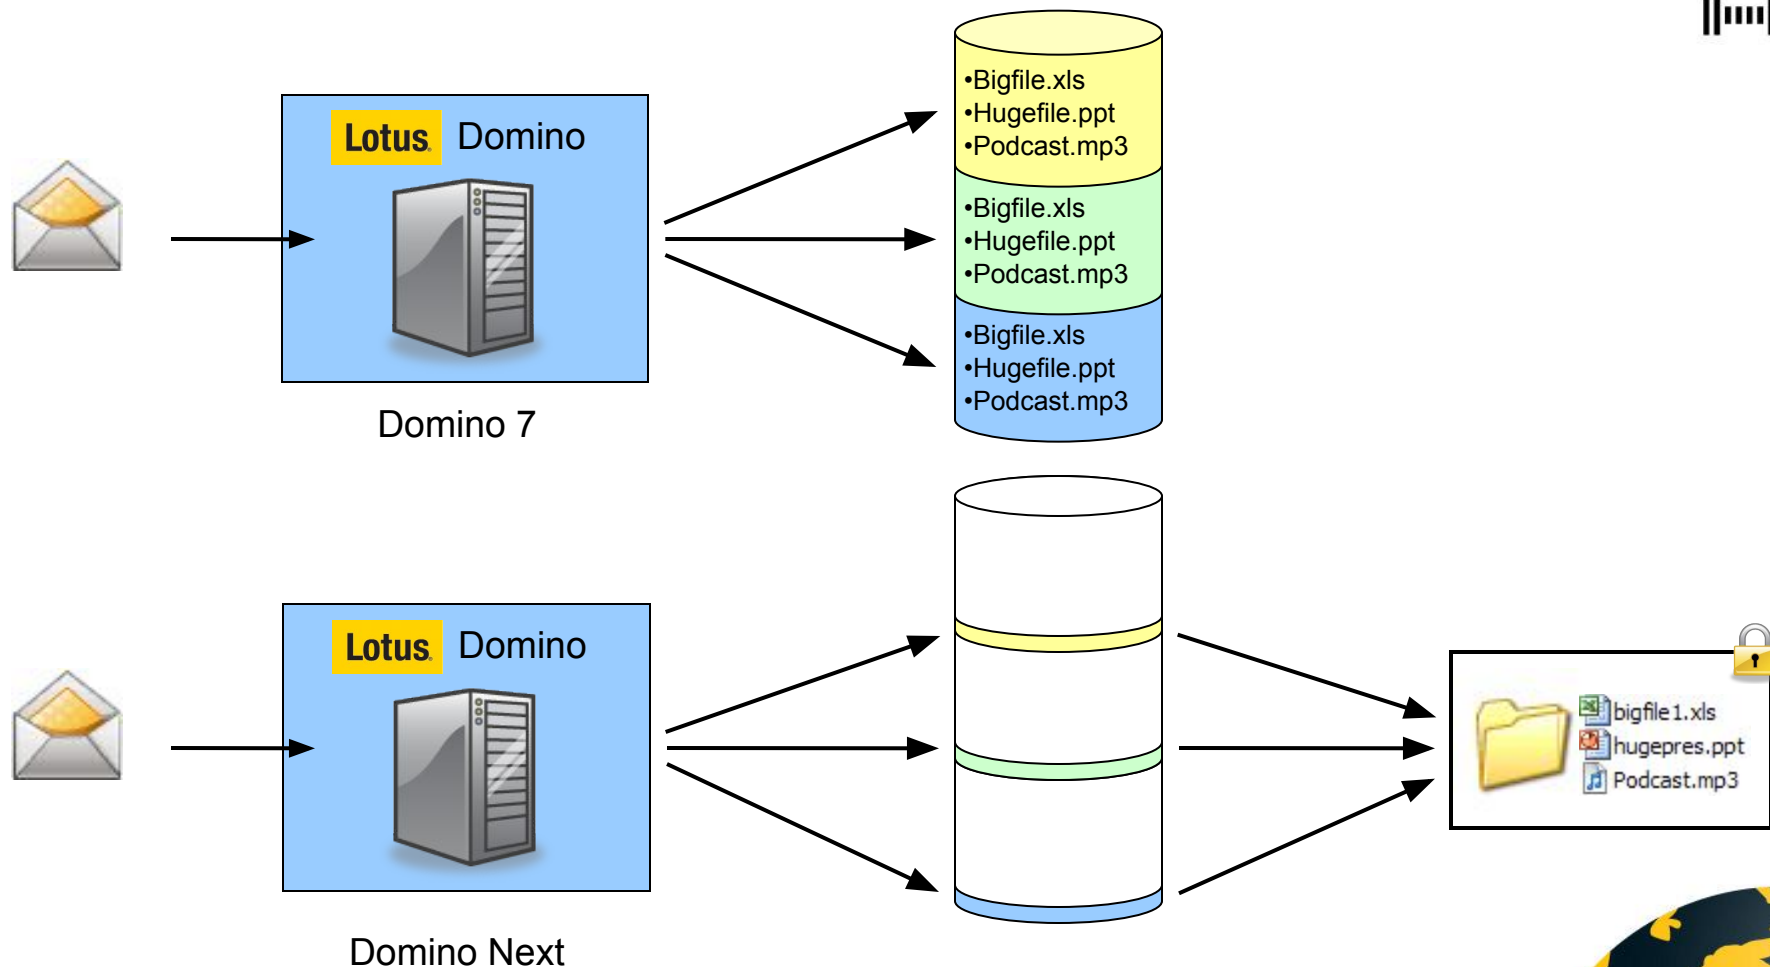 Lotus. Domino
Domino 7
•Bigfile.xls
•Hugefile.ppt
•Podcast.mp3
•Bigfile.xls
•Hugefile.ppt
•Podcast.mp3
•Bigfile.xls
•Hugefile.ppt
•Podcast.mp3
Lotus. Domino
Domino Next
bigfile1.xls
hugepres.ppt
Podcast.mp3